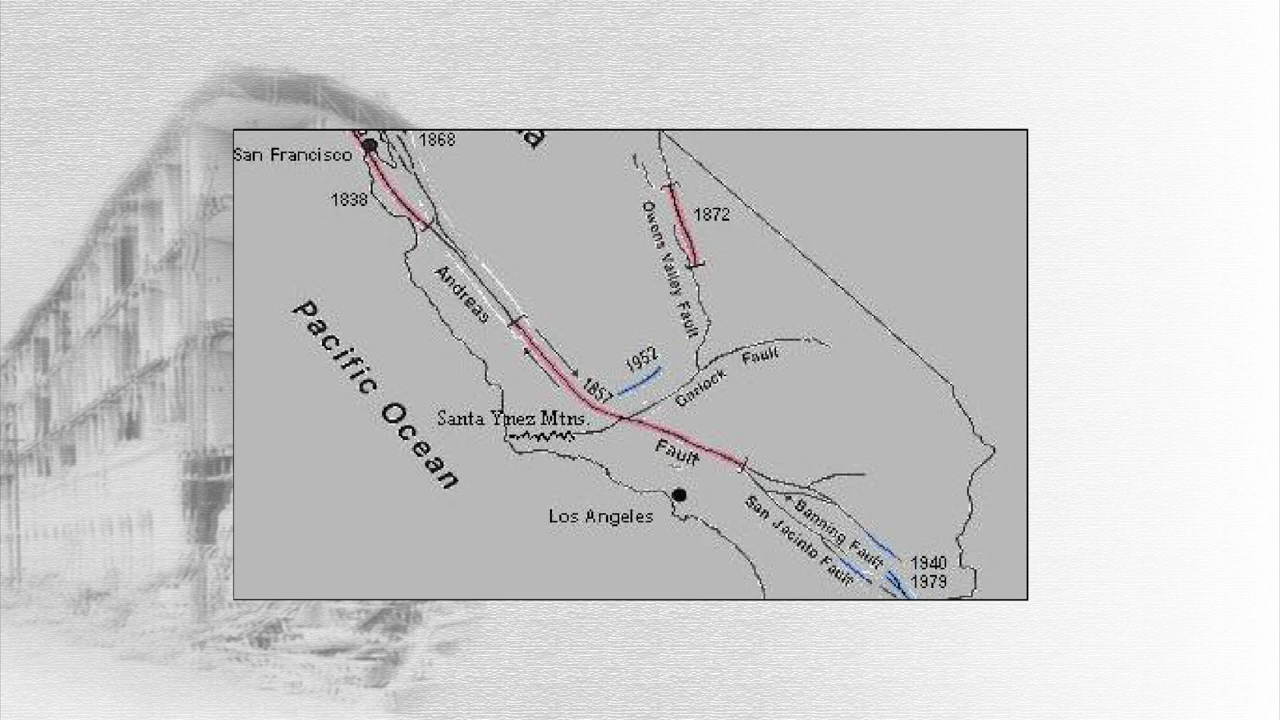 1868
San Francisco
1838
1872
Owens Valley Fault
Andreas
Pacific Ocean
1952
1857
Garlock
Fault
Santa Ynez Mtns.
Fault
Los Angeles
San Jacinto Fault
Banning Fault
1940
1979